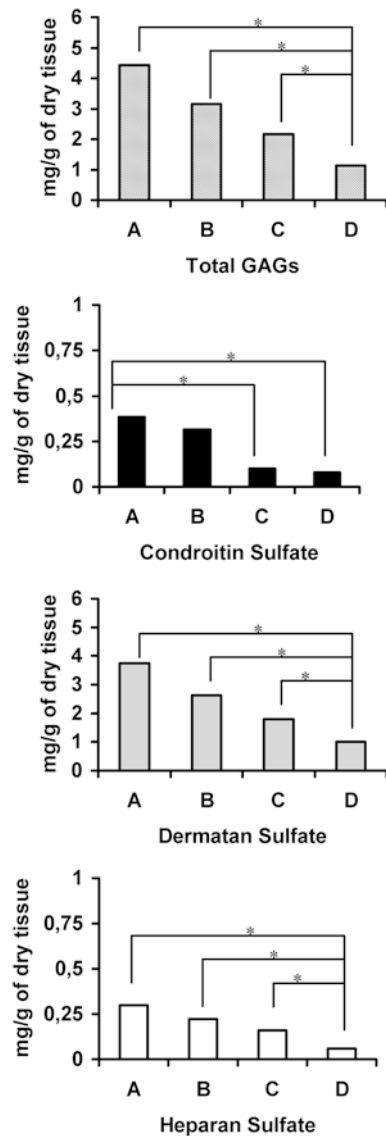 6
5
4
3
2
1
0
mg/g of dry tissue
*
*
*
A B C D
Total GAGs
1
0,75
0,5
0,25
0
mg/g of dry tissue
*
*
A B C D
Condroitin Sulfate
6
5
4
3
2
1
0
mg/g of dry tissue
*
*
*
A B C D
Dermatan Sulfate
1
0,75
0,5
0,25
0
mg/g of dry tissue
*
*
*
A B C D
Heparan Sulfate